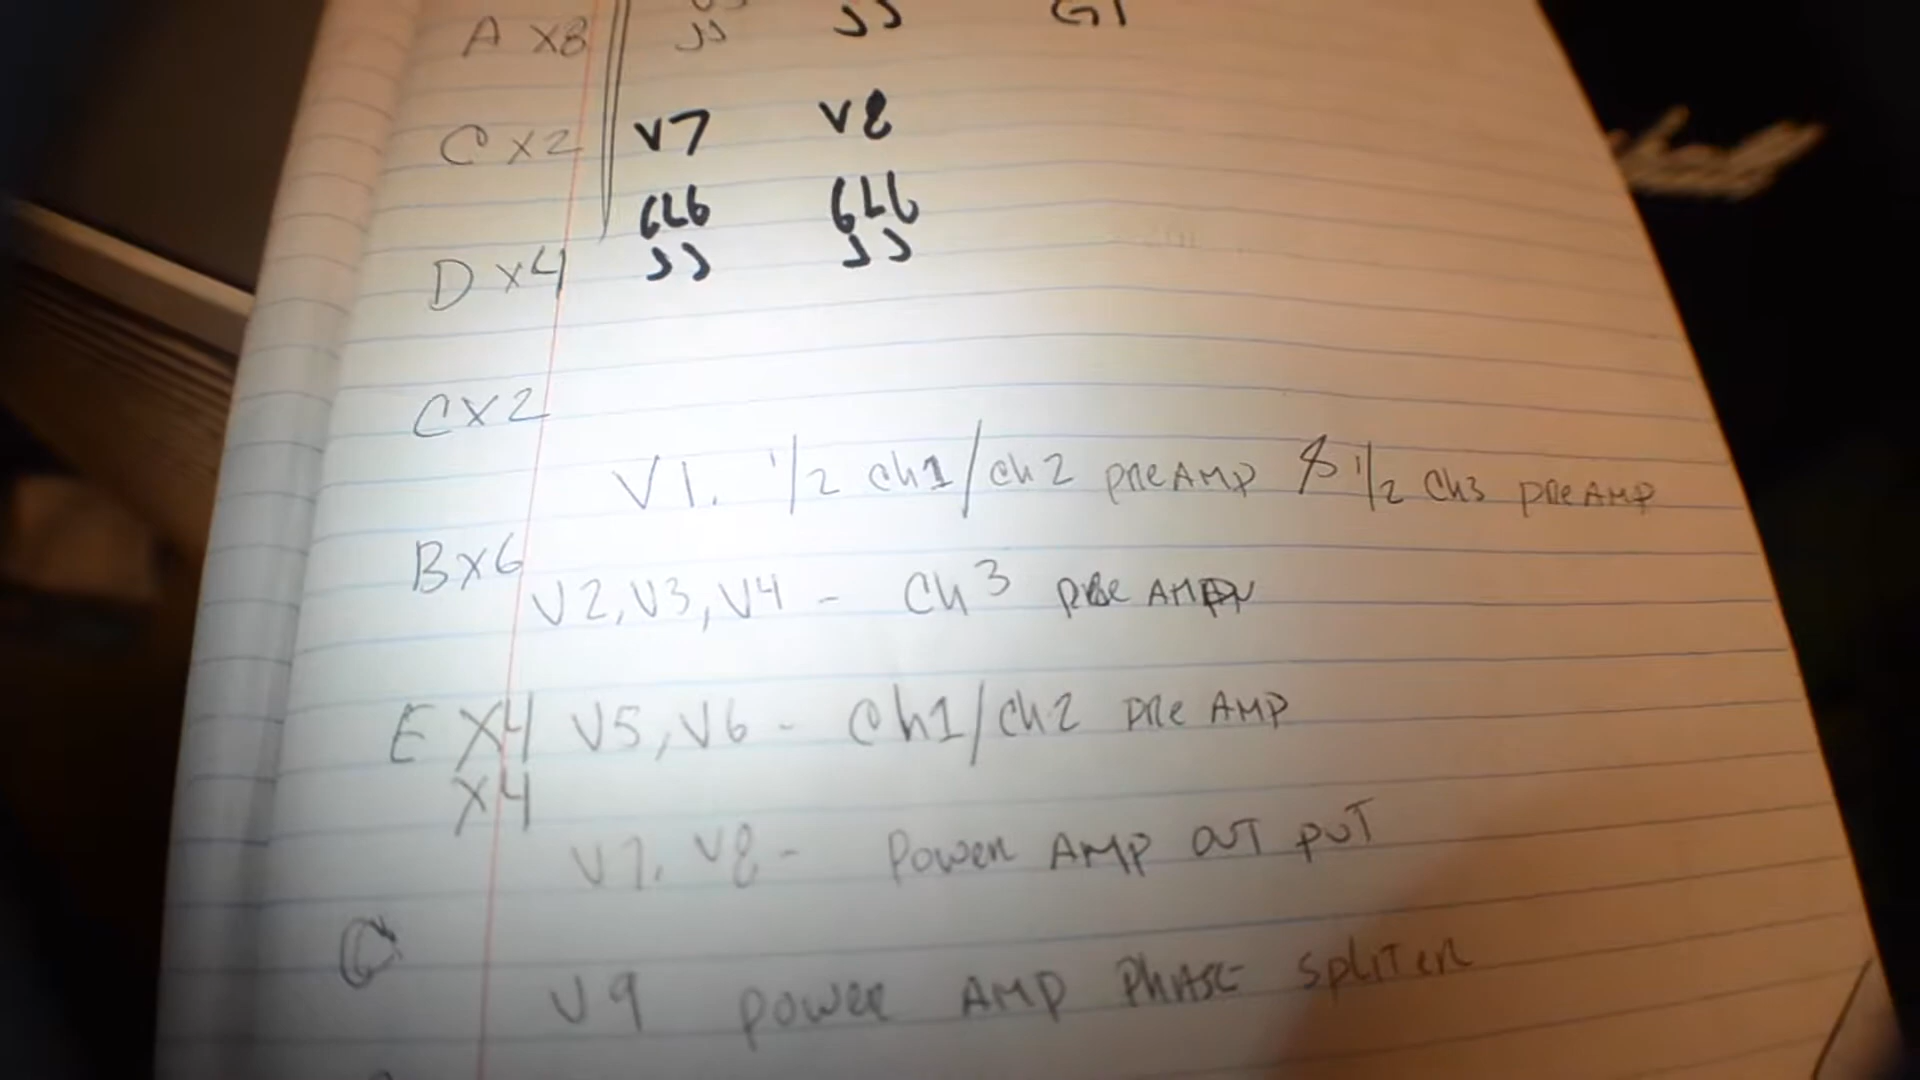 A x8 JJ JJ GT
C x2 V7 V8
6L6 6L6
D x4 JJ JJ
C x2
V1. 1/2 Ch1/Ch2 PreAMP & 1/2 Ch3 PreAMP
B x6
V2, V3, V4 - Ch3 Pre AMP
E x4 V5, V6 - Ch1/Ch2 Pre AMP
x4
V7, V8 - Power AMP OUT PUT
V9 Power AMP PHASE SPLITER